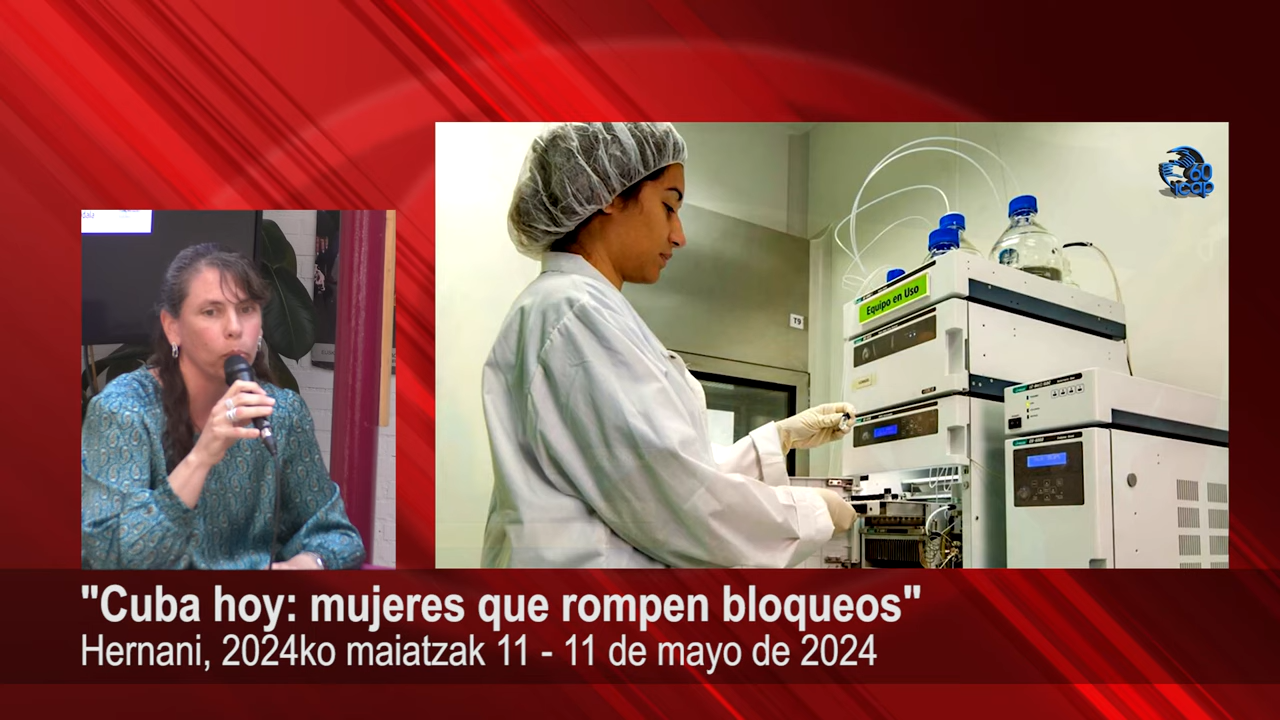 60
icap
T9
Equipo en Uso
"Cuba hoy: mujeres que rompen bloqueos"
Hernani, 2024ko maiatzak 11 - 11 de mayo de 2024